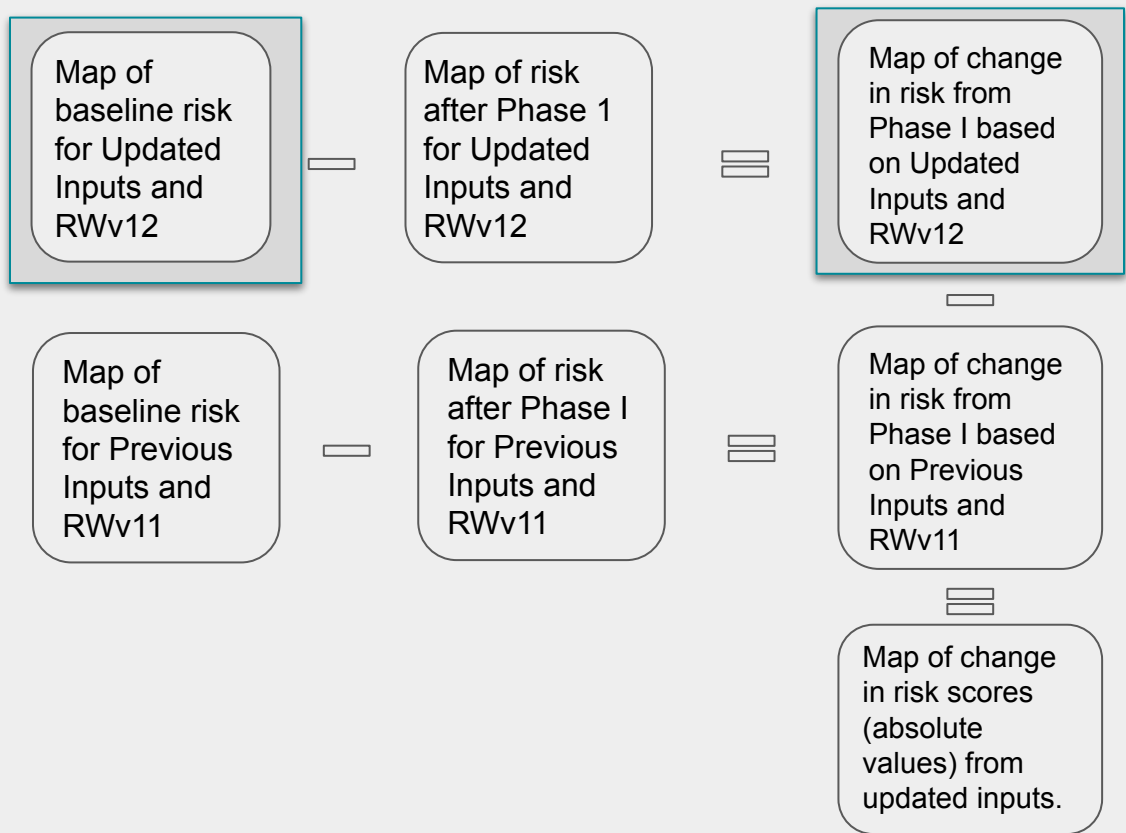 Map of
baseline risk
for Updated
Inputs and
RWv12
Map of risk
after Phase 1
for Updated
Inputs and
RWv12
Map of change
in risk from
Phase I based
on Updated
Inputs and
RWv12
Map of
baseline risk
for Previous
Inputs and
RWv11
Map of risk
after Phase I
for Previous
Inputs and
RWv11
Map of change
in risk from
Phase I based
on Previous
Inputs and
RWv11
Map of change
in risk scores
(absolute
values) from
updated inputs.